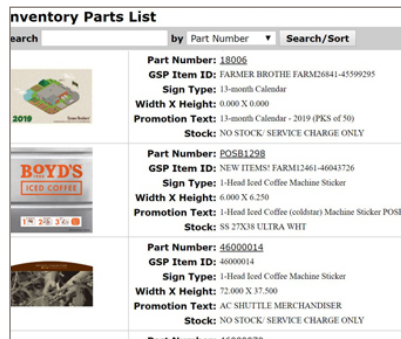 nventory Parts List
earch by Part Number ▼ Search/Sort
Part Number: 18006
GSP Item ID: FARMER BROTHE FARM26841-45599295
Sign Type: 13-month Calendar
Width X Height: 0.000 X 0.000
Promotion Text: 13-month Calendar - 2019 (PKS of 50)
Stock: NO STOCK/ SERVICE CHARGE ONLY
2019
Part Number: POSB1298
GSP Item ID: NEW ITEMS! FARM12461-46043726
Sign Type: 1-Head Iced Coffee Machine Sticker
Width X Height: 6.000 X 6.250
Promotion Text: 1-Head Iced Coffee (coldstar) Machine Sticker POSI
Stock: SS 27X38 ULTRA WHT
BOYD'S
ICED COFFEE
Part Number: 46000014
GSP Item ID: 46000014
Sign Type: 1-Head Iced Coffee Machine Sticker
Width X Height: 72.000 X 37.500
Promotion Text: AC SHUTTLE MERCHANDISER
Stock: NO STOCK/ SERVICE CHARGE ONLY